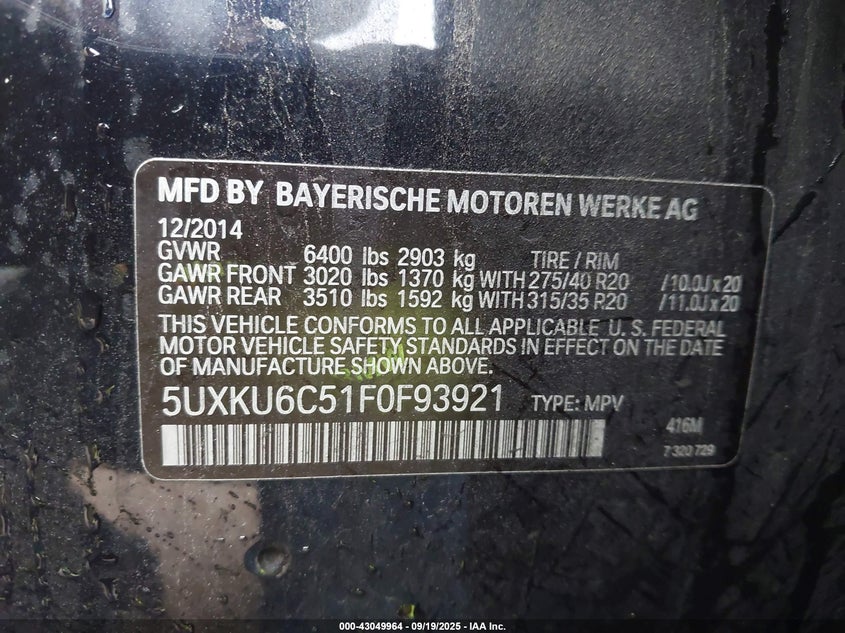 MFD BY BAYERISCHE MOTOREN WERKE AG
12/2014
GVWR 6400 lbs 2903 kg TIRE / RIM
GAWR FRONT 3020 lbs 1370 kg WITH 275/40 R20 /10.0J x 20
GAWR REAR 3510 lbs 1592 kg WITH 315/35 R20 /11.0J x 20
THIS VEHICLE CONFORMS TO ALL APPLICABLE U.S. FEDERAL
MOTOR VEHICLE SAFETY STANDARDS IN EFFECT ON THE DATE
OF MANUFACTURE SHOWN ABOVE.
5UXKU6C51F0F93921 TYPE: MPV
416M
7 320 729
000-43049964 - 09/19/2025 - IAA Inc.